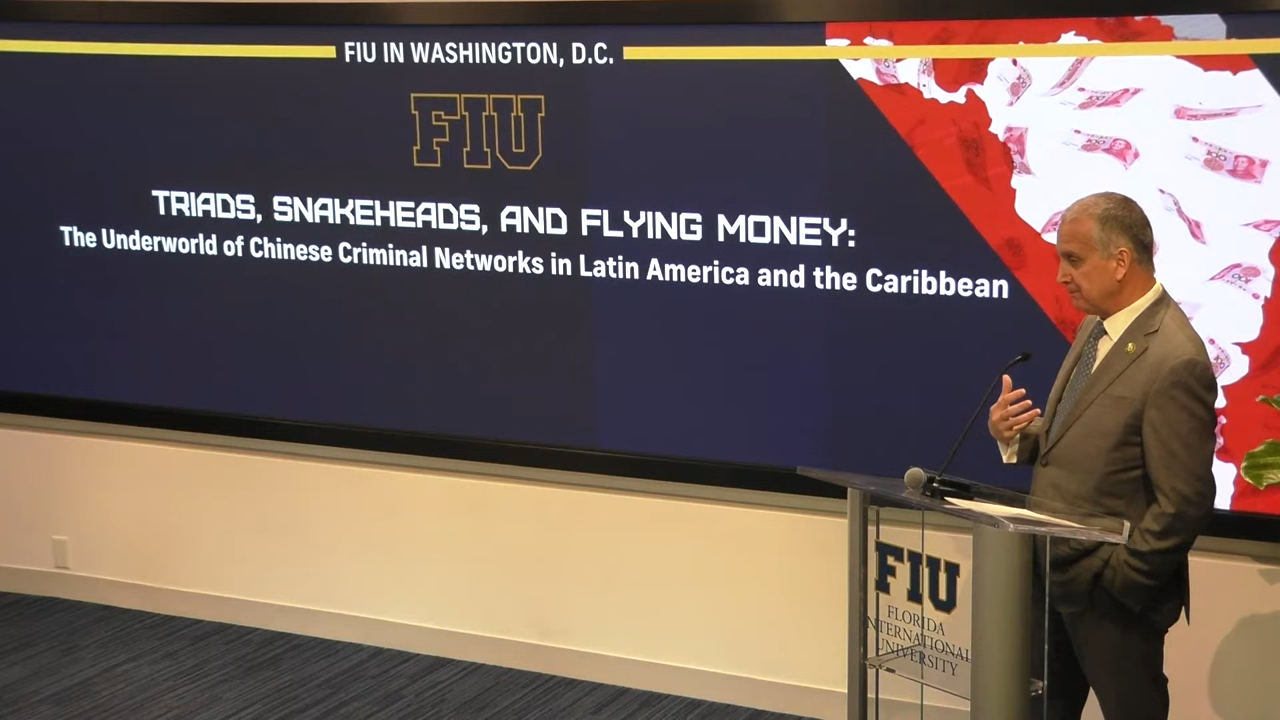 FIU IN WASHINGTON, D.C.
FIU
TRIADS, SNAKEHEADS, AND FLYING MONEY:
The Underworld of Chinese Criminal Networks in Latin America and the Caribbean
FIU
FLORIDA
INTERNATIONAL
UNIVERSITY